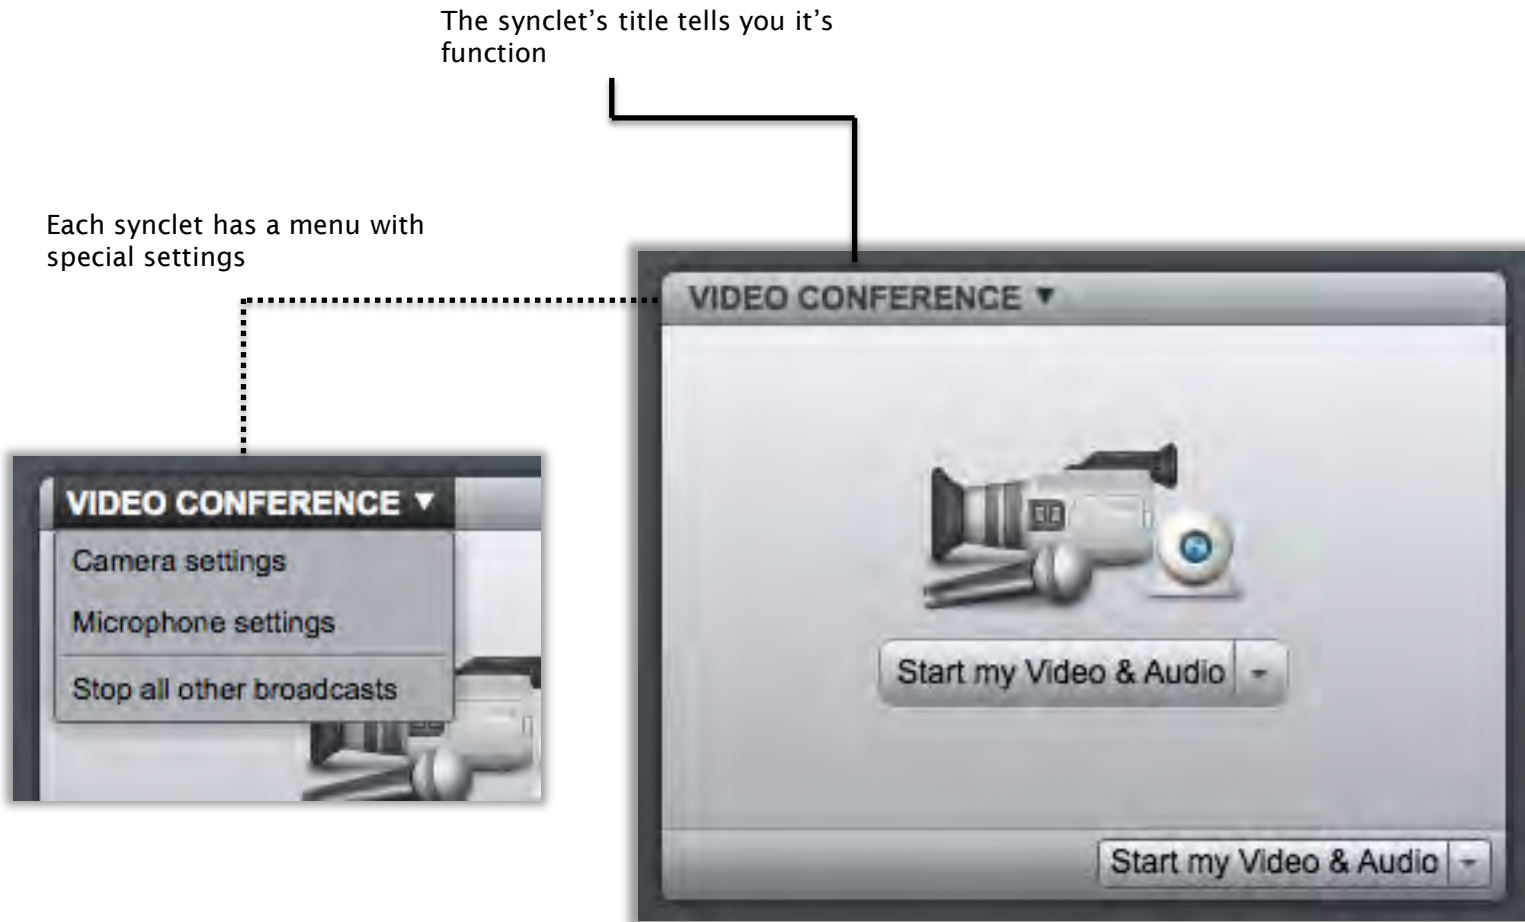 The synclet’s title tells you it’s
function
Each synclet has a menu with
special settings
VIDEO CONFERENCE ▼
Start my Video & Audio
Start my Video & Audio
VIDEO CONFERENCE ▼
Camera settings
Microphone settings
Stop all other broadcasts